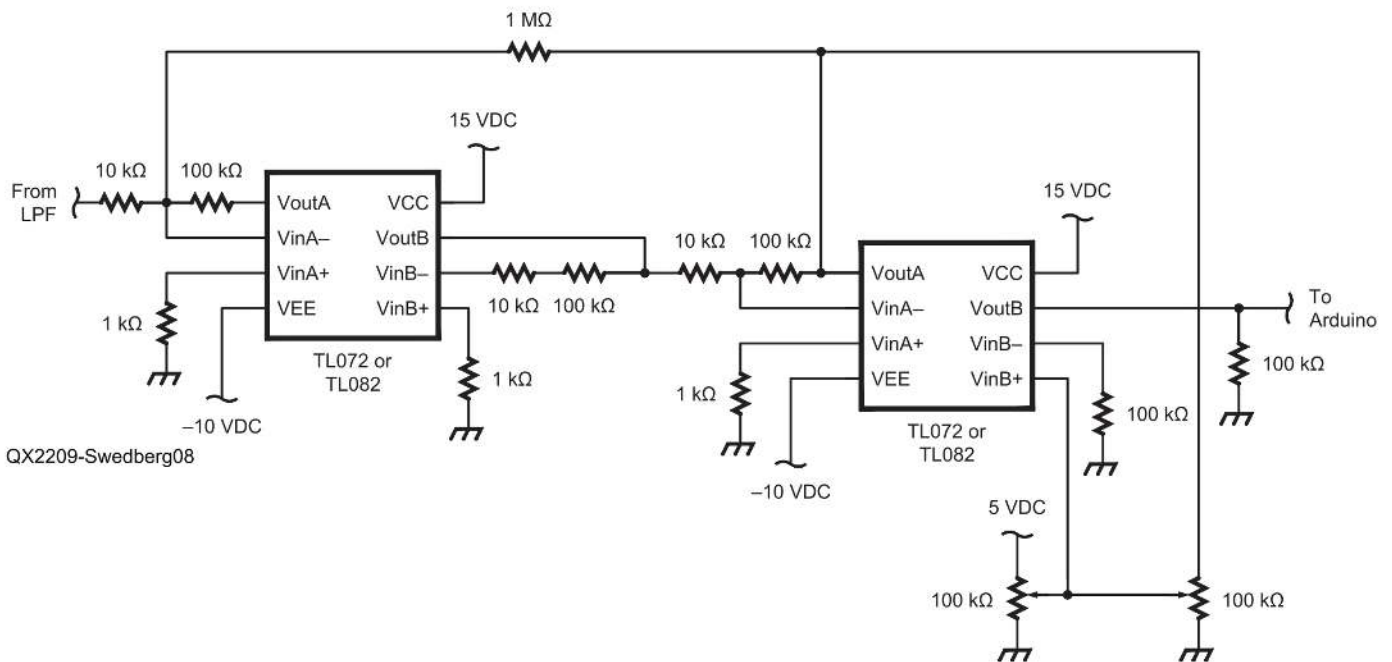 1 MΩ
15 VDC
10 kΩ
100 kΩ
From
LPF
VoutA
VinA–
VinA+
VEE
VCC
VoutB
VinB–
VinB+
1 kΩ
TL072 or
TL082
–10 VDC
10 kΩ
100 kΩ
1 kΩ
10 kΩ
100 kΩ
15 VDC
VoutA
VinA–
VinA+
VEE
VCC
VoutB
VinB–
VinB+
1 kΩ
TL072 or
TL082
–10 VDC
To
Arduino
100 kΩ
100 kΩ
5 VDC
100 kΩ
100 kΩ
QX2209-Swedberg08